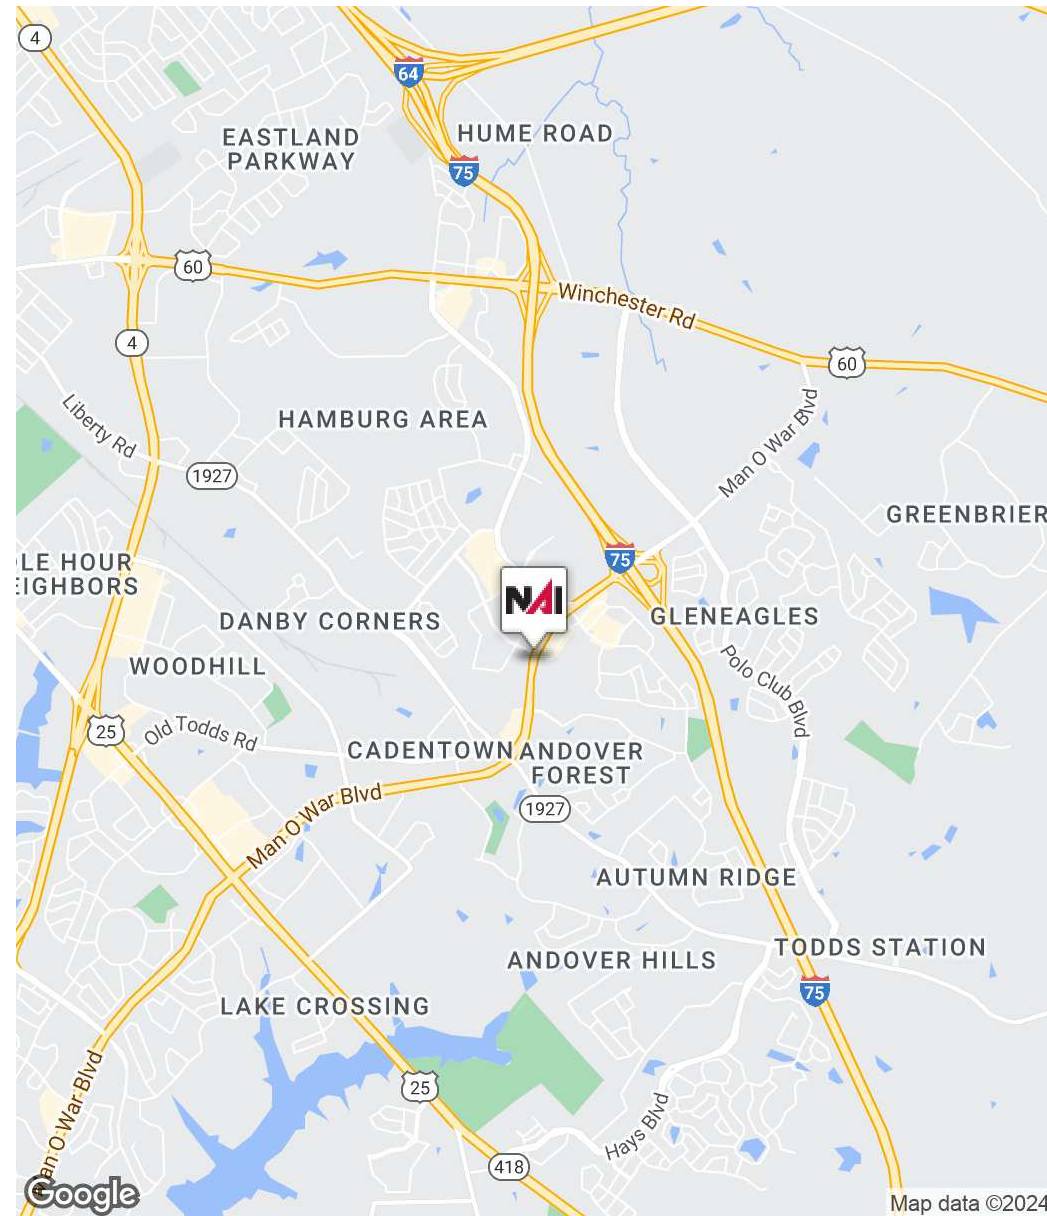 4
64
EASTLAND
PARKWAY
HUME ROAD
75
60
Winchester Rd
4
60
Liberty Rd
HAMBURG AREA
Man O War Blvd
1927
GREENBRIER
75
LE HOUR
EIGHBORS
NAI
DANBY CORNERS
GLENEAGLES
WOODHILL
Polo Club Blvd
25
Old Todds Rd
CADENTOWN
ANDOVER
FOREST
Man O War Blvd
1927
AUTUMN RIDGE
TODDS STATION
ANDOVER HILLS
75
LAKE CROSSING
25
Man O War Blvd
Hays Blvd
418
Google
Map data ©2024